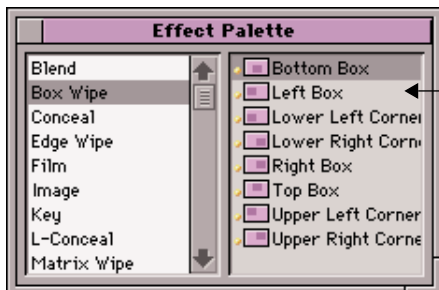 Effect Palette
Blend
Box Wipe
Conceal
Edge Wipe
Film
Image
Key
L-Conceal
Matrix Wipe
Bottom Box
Left Box
Lower Left Corner
Lower Right Corne
Right Box
Top Box
Upper Left Corner
Upper Right Corne